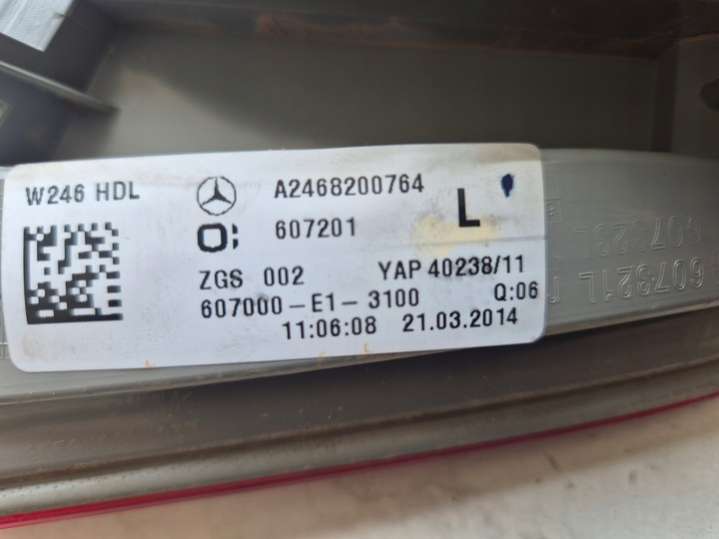 W246 HDL A2468200764
O: 607201 L
ZGS 002 YAP 40238/11
607000-E1-3100 Q:06
11:06:08 21.03.2014
607321L